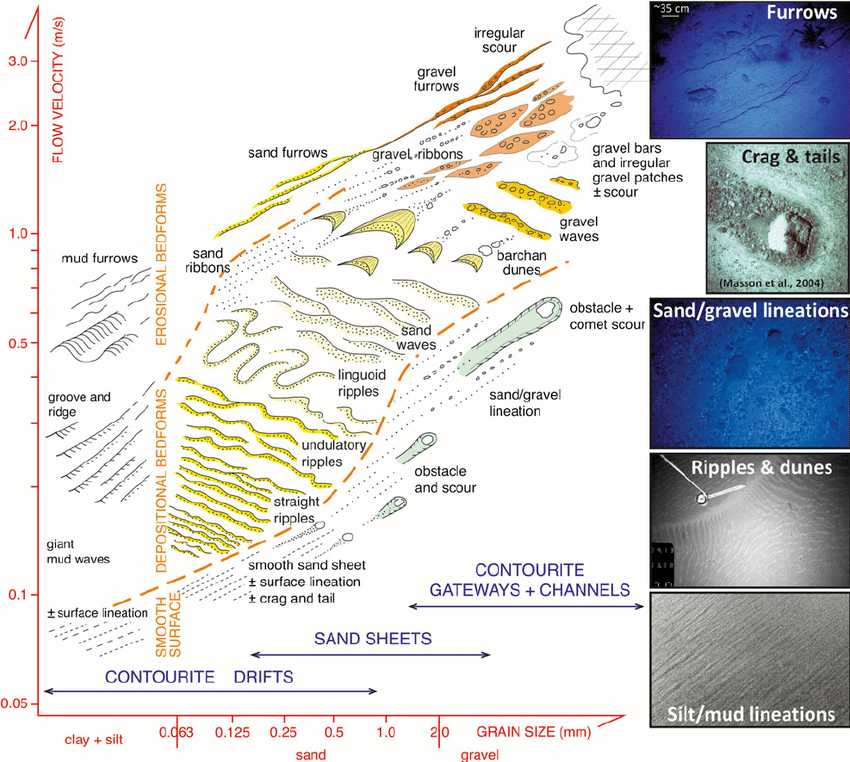 FLOW VELOCITY (m/s)
3.0
2.0
1.0
0.5
0.1
0.05
irregular
scour
gravel
furrows
sand furrows
gravel ribbons
gravel bars
and irregular
gravel patches
± scour
gravel
waves
mud furrows
sand
ribbons
barchan
dunes
EROSIONAL BEDFORMS
sand
waves
obstacle +
comet scour
linguoid
ripples
groove and
ridge
sand/gravel
lineation
DEPOSITIONAL BEDFORMS
undulatory
ripples
obstacle
and scour
straight
ripples
giant
mud waves
smooth sand sheet
± surface lineation
± crag and tail
± surface lineation
SMOOTH
SURFACE
CONTOURITE
GATEWAYS + CHANNELS
SAND SHEETS
CONTOURITE DRIFTS
0.063
0.125
0.25
0.5
1.0
2.0
GRAIN SIZE (mm)
clay + silt
sand
gravel
~35 cm
Furrows
Crag & tails
(Masson et al., 2004)
Sand/gravel lineations
Ripples & dunes
Silt/mud lineations